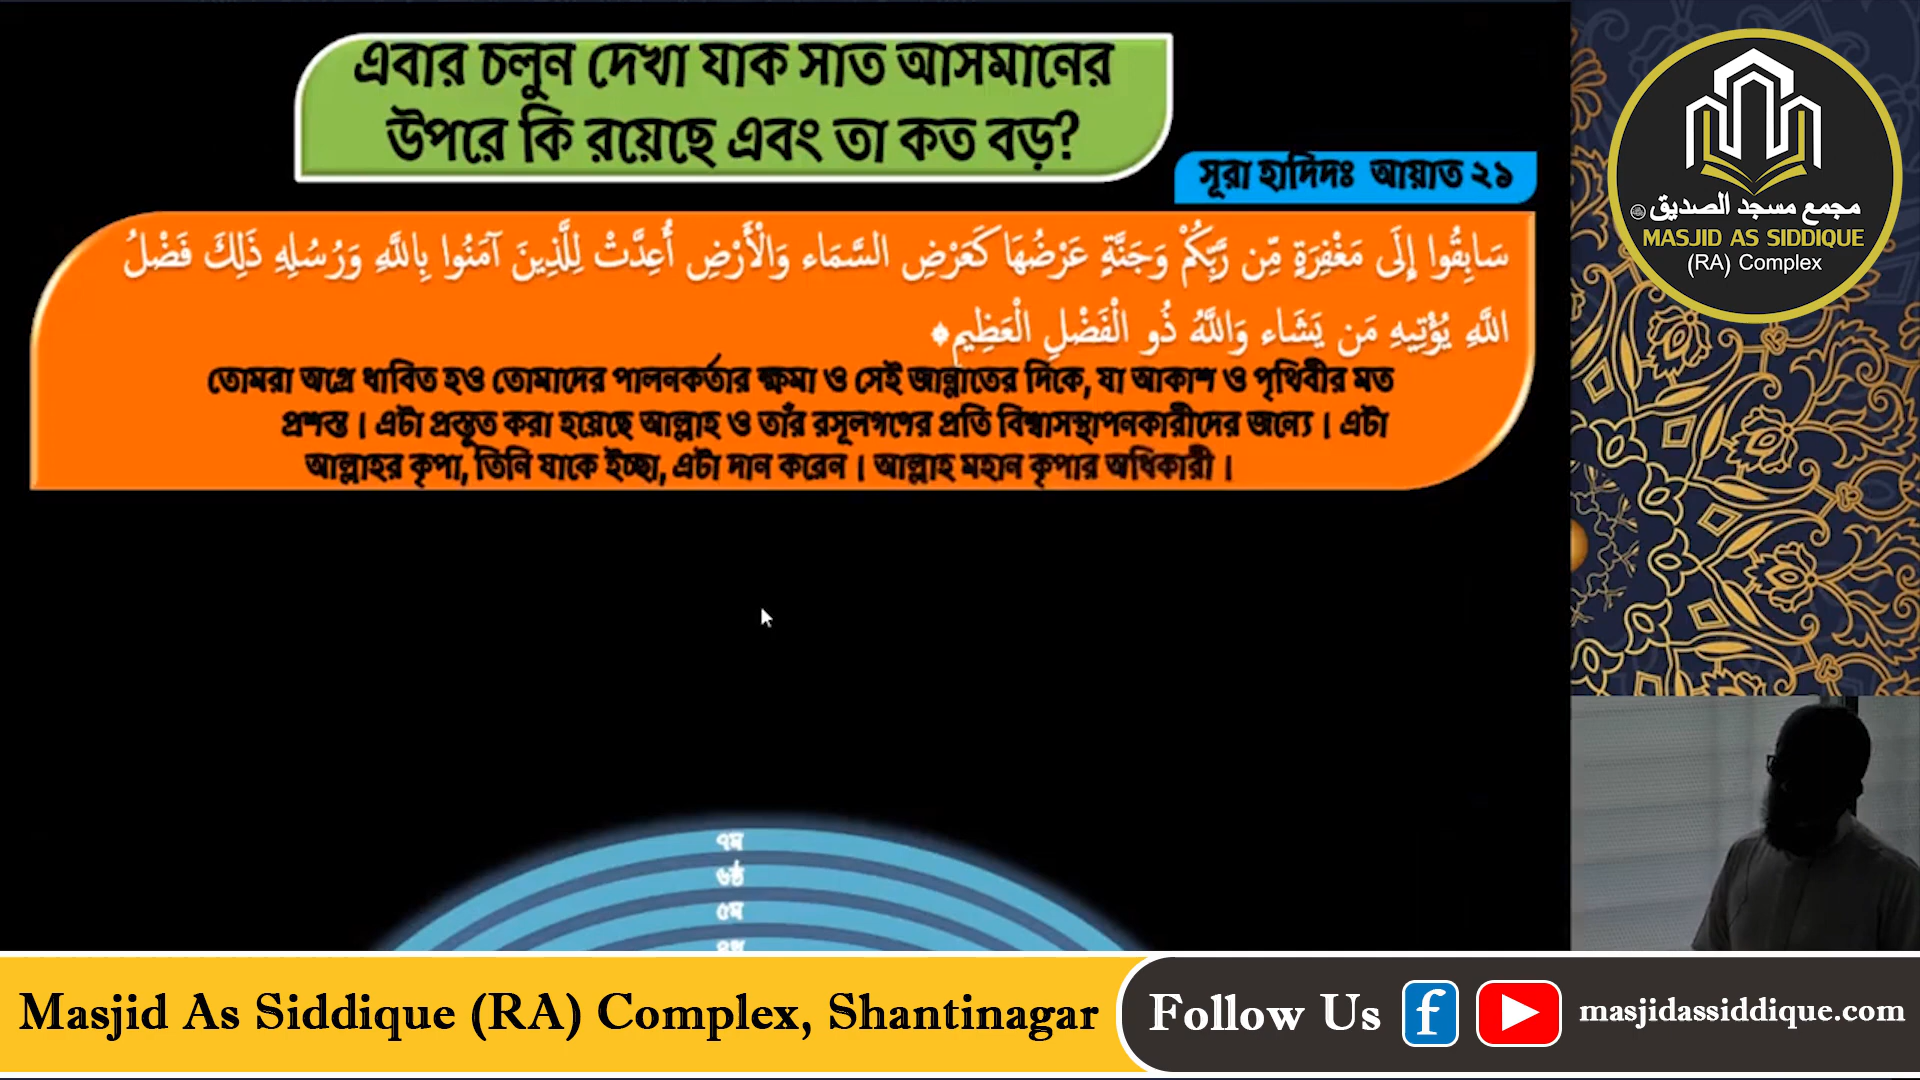 এবার চলুন দেখা যাক সাত আসমানের
উপরে কি রয়েছে এবং তা কত বড়?
সূরা হাদিদঃ আয়াত ২১
سَابِقُوا إِلَى مَغْفِرَةٍ مِّن رَّبِّكُمْ وَجَنَّةٍ عَرْضُهَا كَعَرْضِ السَّمَاء وَالْأَرْضِ أُعِدَّتْ لِلَّذِينَ آمَنُوا بِاللَّهِ وَرُسُلِهِ ذَلِكَ فَضْلُ
اللَّهِ يُؤْتِيهِ مَن يَشَاء وَاللَّهُ ذُو الْفَضْلِ الْعَظِيمِ
তোমরা অগ্রে ধাবিত হও তোমাদের পালনকর্তার ক্ষমা ও সেই জান্নাতের দিকে, যা আকাশ ও পৃথিবীর মত
প্রশস্ত। এটা প্রস্তুত করা হয়েছে আল্লাহ ও তাঁর রসূলগণের প্রতি বিশ্বাসস্থাপনকারীদের জন্যে। এটা
আল্লাহর কৃপা, তিনি যাকে ইচ্ছা, এটা দান করেন। আল্লাহ মহান কৃপার অধিকারী।
৭ম
৬ষ্ঠ
৫ম
مجمع مسجد الصديق
MASJID AS SIDDIQUE
(RA) Complex
Masjid As Siddique (RA) Complex, Shantinagar
Follow Us
masjidassiddique.com